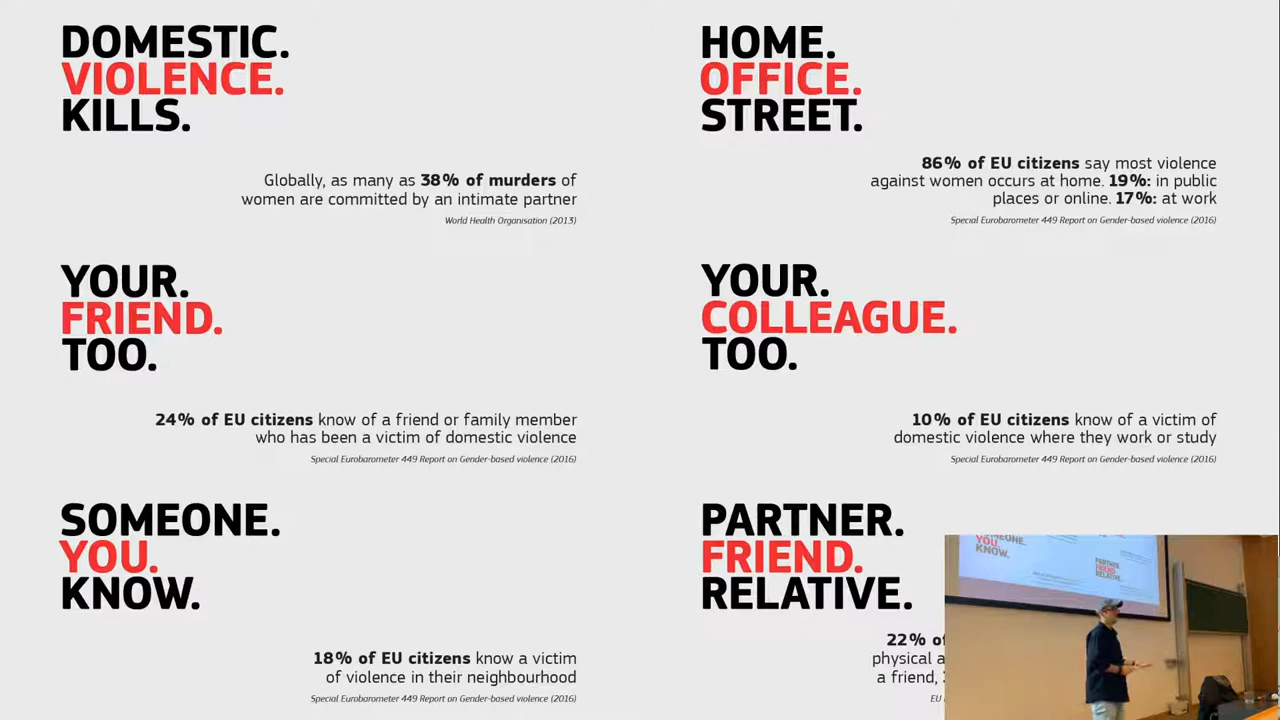 DOMESTIC.
VIOLENCE.
KILLS.
Globally, as many as 38% of murders of
women are committed by an intimate partner
World Health Organisation (2013)
HOME.
OFFICE.
STREET.
86% of EU citizens say most violence
against women occurs at home. 19%: in public
places or online. 17%: at work
Special Eurobarometer 449 Report on Gender-based violence (2016)
YOUR.
FRIEND.
TOO.
24% of EU citizens know of a friend or family member
who has been a victim of domestic violence
Special Eurobarometer 449 Report on Gender-based violence (2016)
YOUR.
COLLEAGUE.
TOO.
10% of EU citizens know of a victim of
domestic violence where they work or study
Special Eurobarometer 449 Report on Gender-based violence (2016)
SOMEONE.
YOU.
KNOW.
18% of EU citizens know a victim
of violence in their neighbourhood
Special Eurobarometer 449 Report on Gender-based violence (2016)
PARTNER.
FRIEND.
RELATIVE.
22%
physical
a friend,
EU
YOU.
KNOW.
PARTNER.
FRIEND.
RELATIVE.